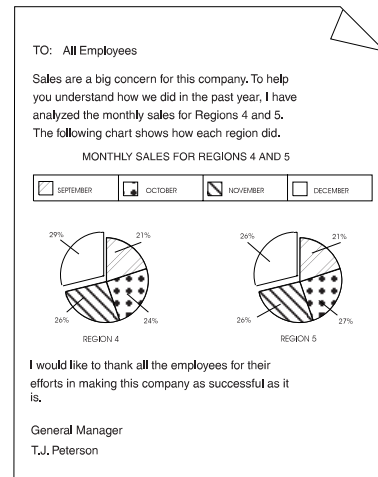 TO: All Employees
Sales are a big concern for this company. To help
you understand how we did in the past year, I have
analyzed the monthly sales for Regions 4 and 5.
The following chart shows how each region did.
MONTHLY SALES FOR REGIONS 4 AND 5
SEPTEMBER OCTOBER NOVEMBER DECEMBER
29% 21% 26% 21%
26% 24% 26% 27%
REGION 4 REGION 5
I would like to thank all the employees for their
efforts in making this company as successful as it
is.
General Manager
T.J. Peterson